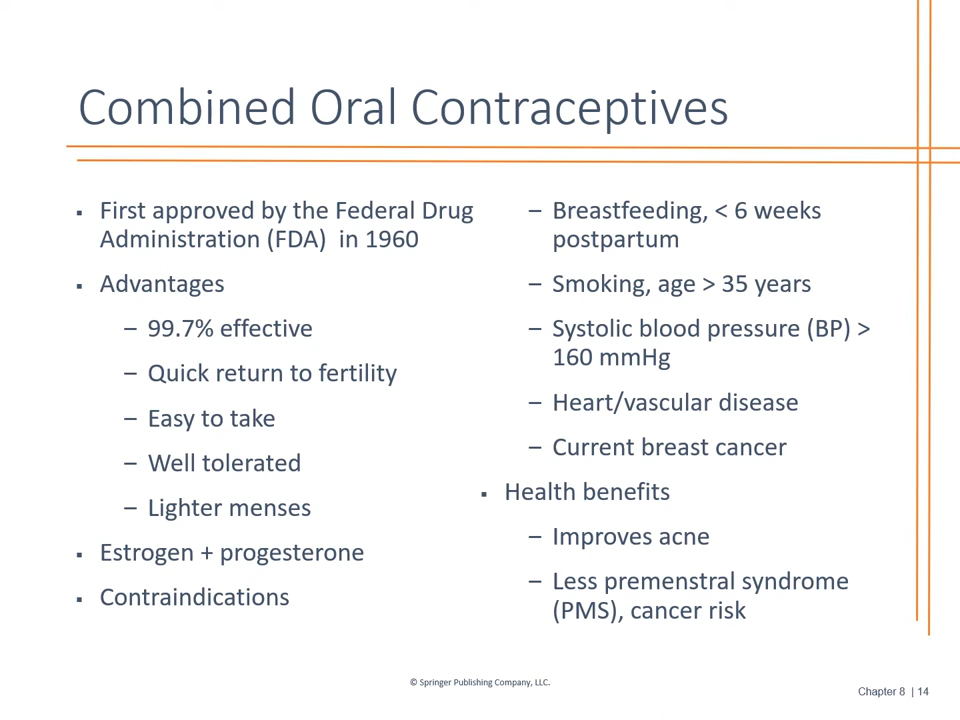 Combined Oral Contraceptives
▪ First approved by the Federal Drug
Administration (FDA) in 1960
▪ Advantages
– 99.7% effective
– Quick return to fertility
– Easy to take
– Well tolerated
– Lighter menses
▪ Estrogen + progesterone
▪ Contraindications
– Breastfeeding, < 6 weeks
postpartum
– Smoking, age > 35 years
– Systolic blood pressure (BP) >
160 mmHg
– Heart/vascular disease
– Current breast cancer
▪ Health benefits
– Improves acne
– Less premenstral syndrome
(PMS), cancer risk
© Springer Publishing Company, LLC.
Chapter 8 | 14